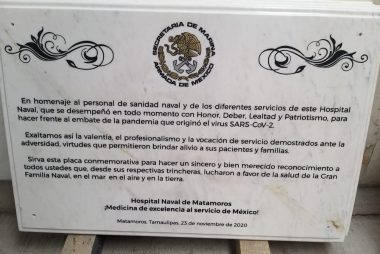 SECRETARIA DE MARINA
ARMADA DE MEXICO
En homenaje al personal de sanidad naval y de los diferentes servicios de este Hospital
Naval, que se desempeñó en todo momento con Honor, Deber, Lealtad y Patriotismo, para
hacer frente al embate de la pandemia que originó el virus SARS-CoV-2.
Exaltamos así la valentía, el profesionalismo y la vocación de servicio demostrados ante la
adversidad, virtudes que permitieron brindar alivio a sus pacientes y familias.
Sirva esta placa conmemorativa para hacer un sincero y bien merecido reconocimiento a
todos ustedes que, desde sus respectivas trincheras, lucharon a favor de la salud de la Gran
Familia Naval, en el mar en el aire y en la tierra.
Hospital Naval de Matamoros
¡Medicina de excelencia al servicio de México!
Matamoros, Tamaulipas, 23 de noviembre de 2020